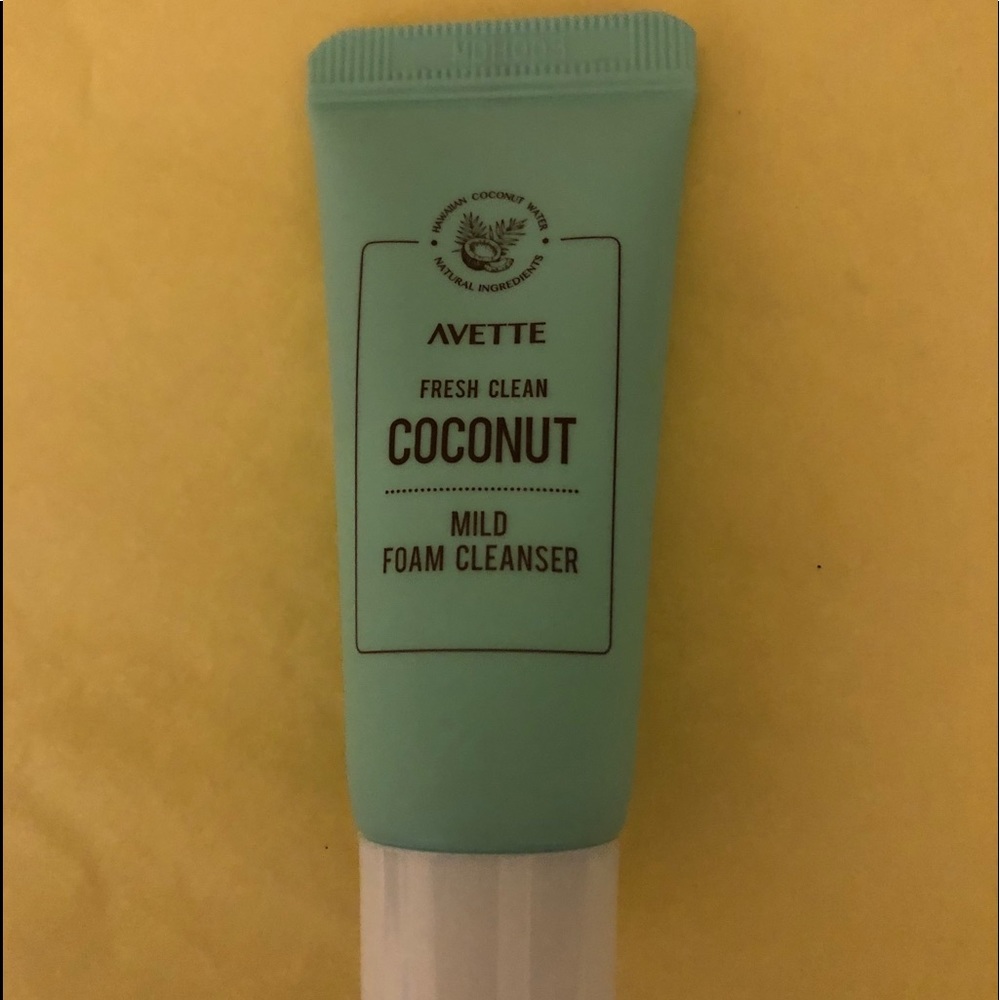 HAWAIIAN COCONUT WATER
NATURAL INGREDIENTS
AVETTE
FRESH CLEAN
COCONUT
MILD
FOAM CLEANSER